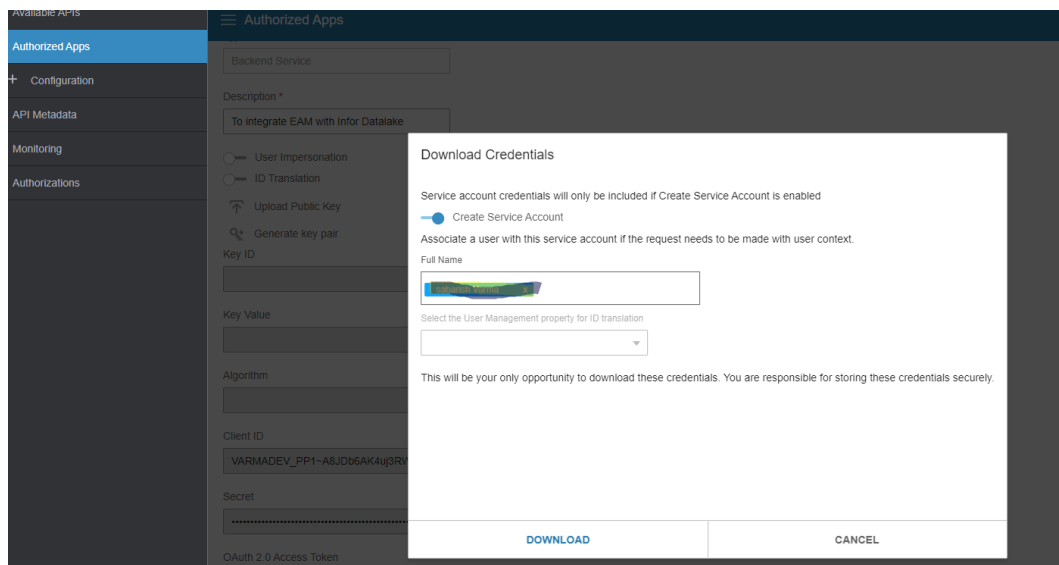 Available APIs
Authorized Apps
Configuration
API Metadata
Monitoring
Authorizations
Authorized Apps
Backend Service
Description *
To integrate EAM with Infor Datalake
User Impersonation
ID Translation
Upload Public Key
Generate key pair
Key ID
Key Value
Algorithm
Client ID
VARMADEV_PP1~A8JDb6AK4uj3RV
Secret
OAuth 2.0 Access Token
Download Credentials
Service account credentials will only be included if Create Service Account is enabled
Create Service Account
Associate a user with this service account if the request needs to be made with user context.
Full Name
x
Select the User Management property for ID translation
This will be your only opportunity to download these credentials. You are responsible for storing these credentials securely.
DOWNLOAD
CANCEL